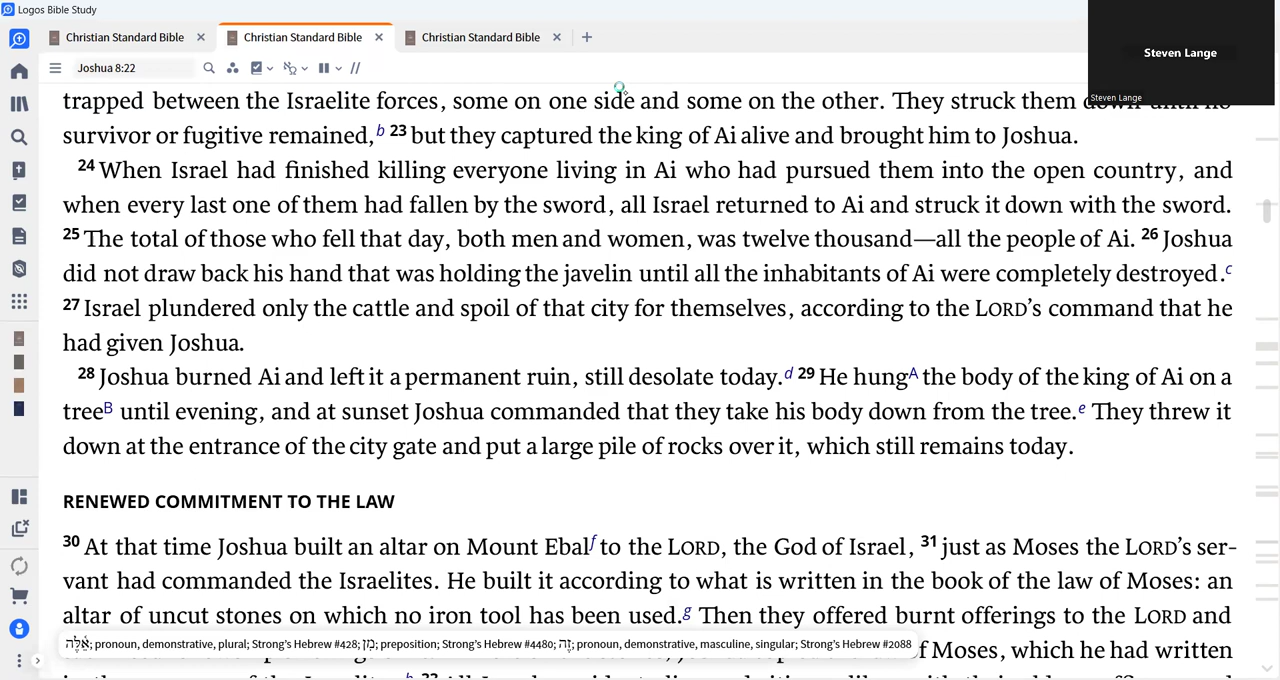 Logos Bible Study
Christian Standard Bible
Christian Standard Bible
Christian Standard Bible
Joshua 8:22
Steven Lange
Steven Lange
trapped between the Israelite forces, some on one side and some on the other. They struck them down until no
survivor or fugitive remained,b 23 but they captured the king of Ai alive and brought him to Joshua.
24 When Israel had finished killing everyone living in Ai who had pursued them into the open country, and
when every last one of them had fallen by the sword, all Israel returned to Ai and struck it down with the sword.
25 The total of those who fell that day, both men and women, was twelve thousand—all the people of Ai. 26 Joshua
did not draw back his hand that was holding the javelin until all the inhabitants of Ai were completely destroyed.c
27 Israel plundered only the cattle and spoil of that city for themselves, according to the LORD's command that he
had given Joshua.
28 Joshua burned Ai and left it a permanent ruin, still desolate today.d 29 He hungA the body of the king of Ai on a
treeB until evening, and at sunset Joshua commanded that they take his body down from the tree.e They threw it
down at the entrance of the city gate and put a large pile of rocks over it, which still remains today.
RENEWED COMMITMENT TO THE LAW
30 At that time Joshua built an altar on Mount Ebalf to the LORD, the God of Israel, 31 just as Moses the LORD's ser-
vant had commanded the Israelites. He built it according to what is written in the book of the law of Moses: an
altar of uncut stones on which no iron tool has been used.g Then they offered burnt offerings to the LORD and
אֵלֶּה; pronoun, demonstrative, plural; Strong's Hebrew #428; מִן; preposition; Strong's Hebrew #4480; זֶה; pronoun, demonstrative, masculine, singular; Strong's Hebrew #2088
of Moses, which he had written